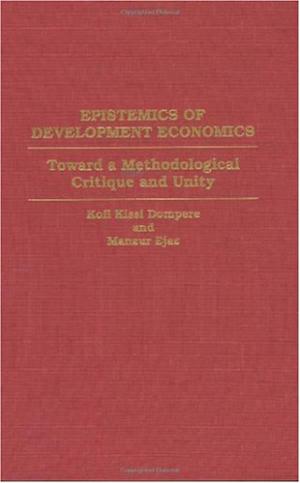 EPISTEMICS OF
DEVELOPMENT ECONOMICS
Toward a Methodological
Critique and Unity
Kofi Kissi Dompere
and
Manzur Ejaz